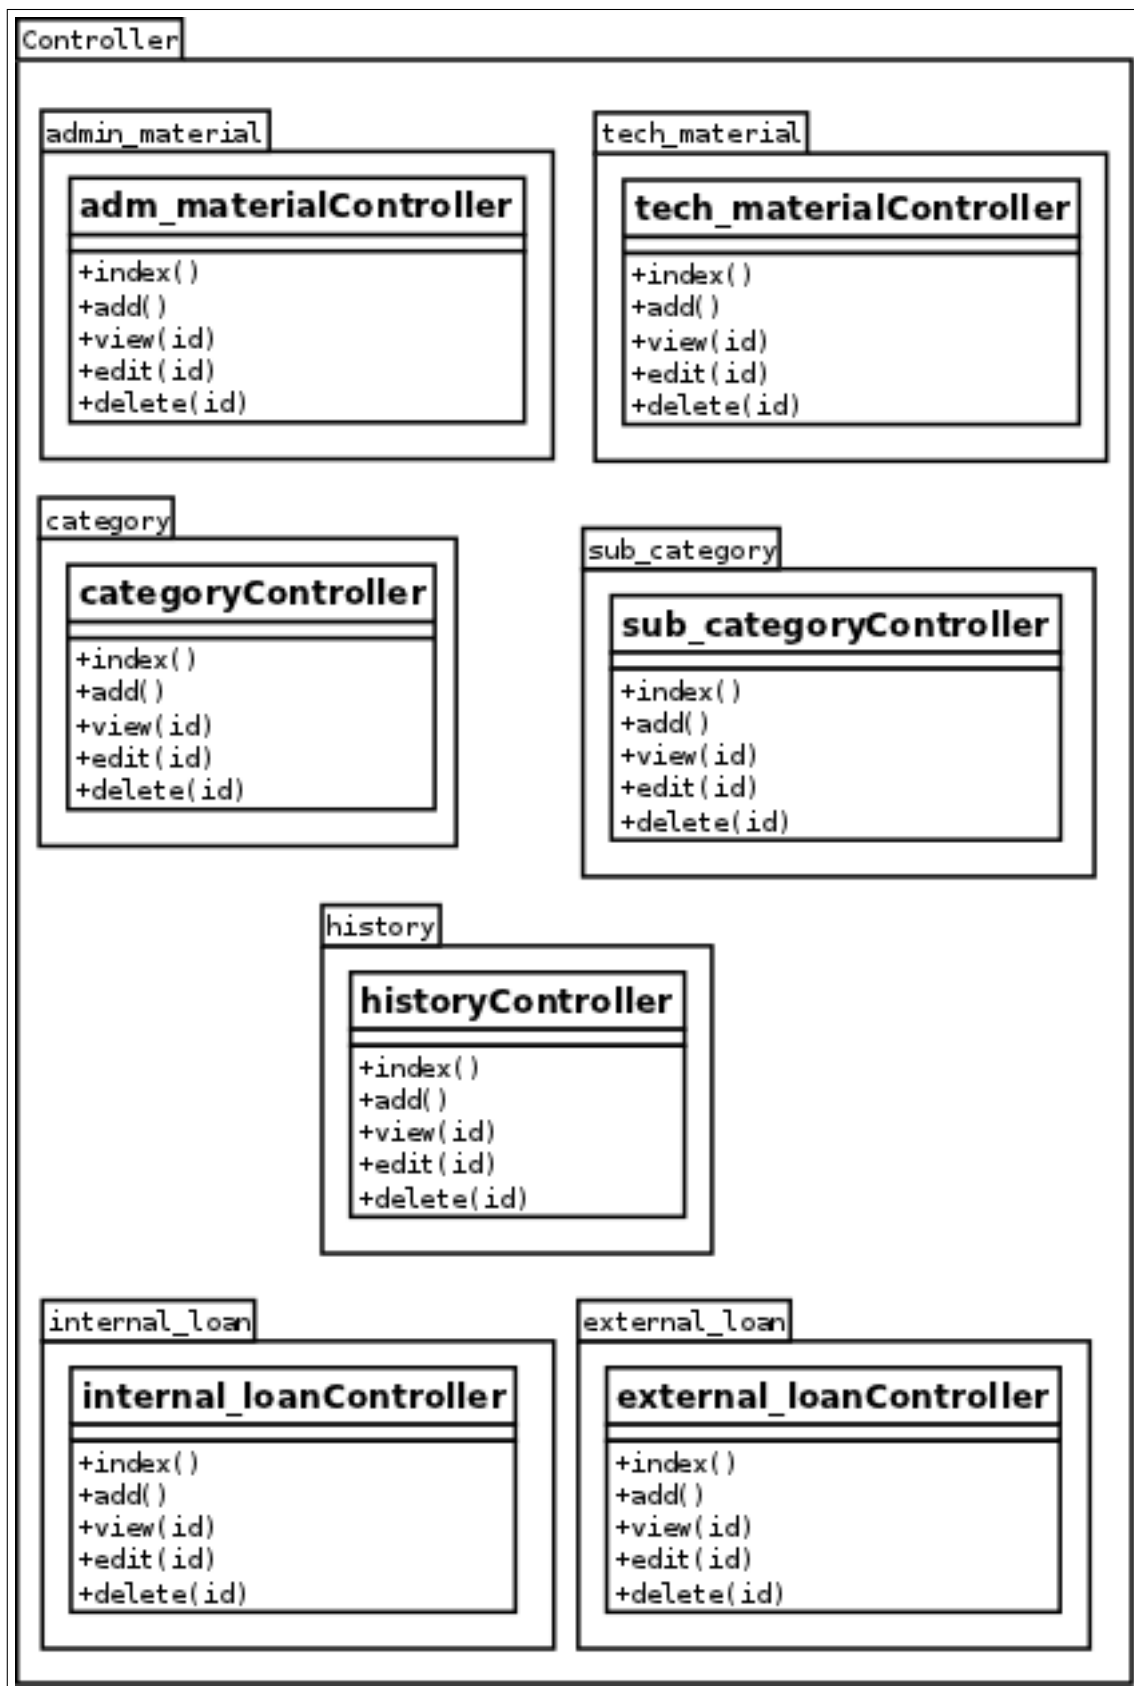 Controller
admin_material
adm_materialController
+index()
+add()
+view(id)
+edit(id)
+delete(id)
tech_material
tech_materialController
+index()
+add()
+view(id)
+edit(id)
+delete(id)
category
categoryController
+index()
+add()
+view(id)
+edit(id)
+delete(id)
sub_category
sub_categoryController
+index()
+add()
+view(id)
+edit(id)
+delete(id)
history
historyController
+index()
+add()
+view(id)
+edit(id)
+delete(id)
internal_loan
internal_loanController
+index()
+add()
+view(id)
+edit(id)
+delete(id)
external_loan
external_loanController
+index()
+add()
+view(id)
+edit(id)
+delete(id)